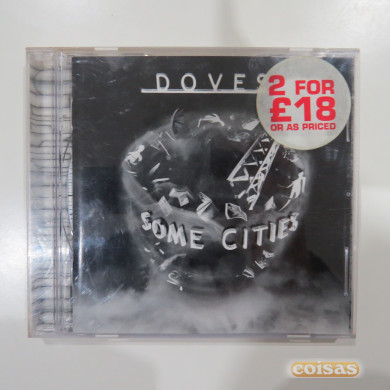 DOVES
2 FOR
£18
OR AS PRICED
SOME CITIES
coisas